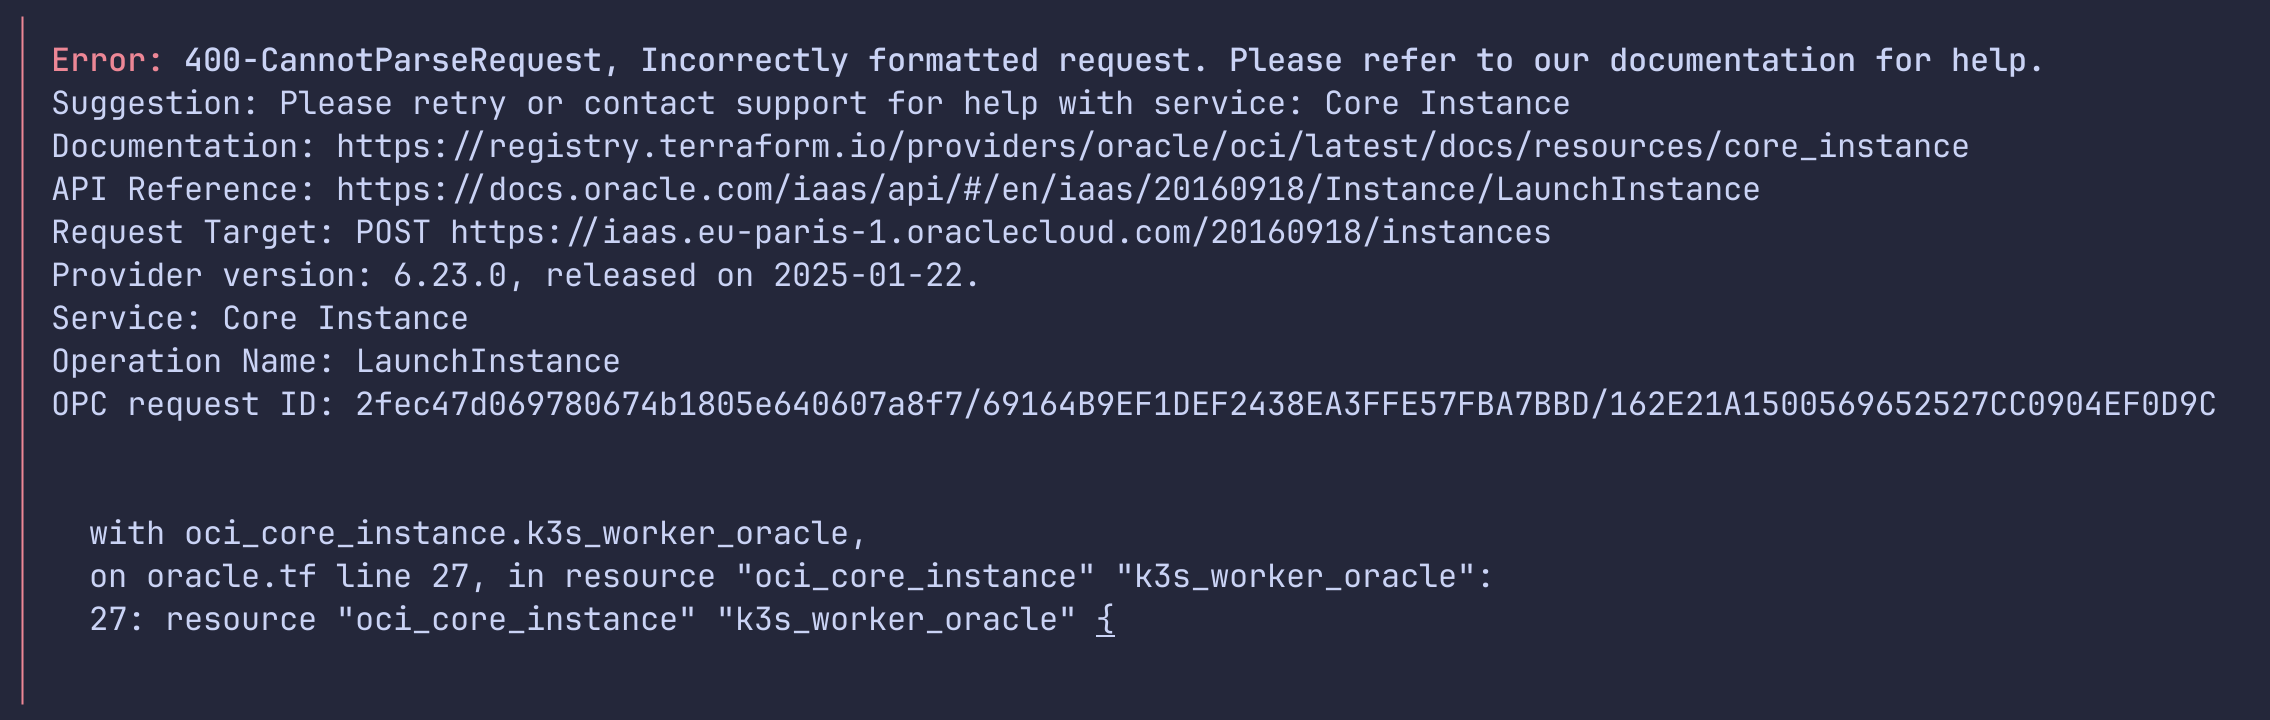 Error: 400-CannotParseRequest, Incorrectly formatted request. Please refer to our documentation for help.
Suggestion: Please retry or contact support for help with service: Core Instance
Documentation: https://registry.terraform.io/providers/oracle/oci/latest/docs/resources/core_instance
API Reference: https://docs.oracle.com/iaas/api/#/en/iaas/20160918/Instance/LaunchInstance
Request Target: POST https://iaas.eu-paris-1.oraclecloud.com/20160918/instances
Provider version: 6.23.0, released on 2025-01-22.
Service: Core Instance
Operation Name: LaunchInstance
OPC request ID: 2fec47d069780674b1805e640607a8f7/69164B9EF1DEF2438EA3FFE57FBA7BBD/162E21A1500569652527CC0904EF0D9C
with oci_core_instance.k3s_worker_oracle,
on oracle.tf line 27, in resource "oci_core_instance" "k3s_worker_oracle":
27: resource "oci_core_instance" "k3s_worker_oracle" {